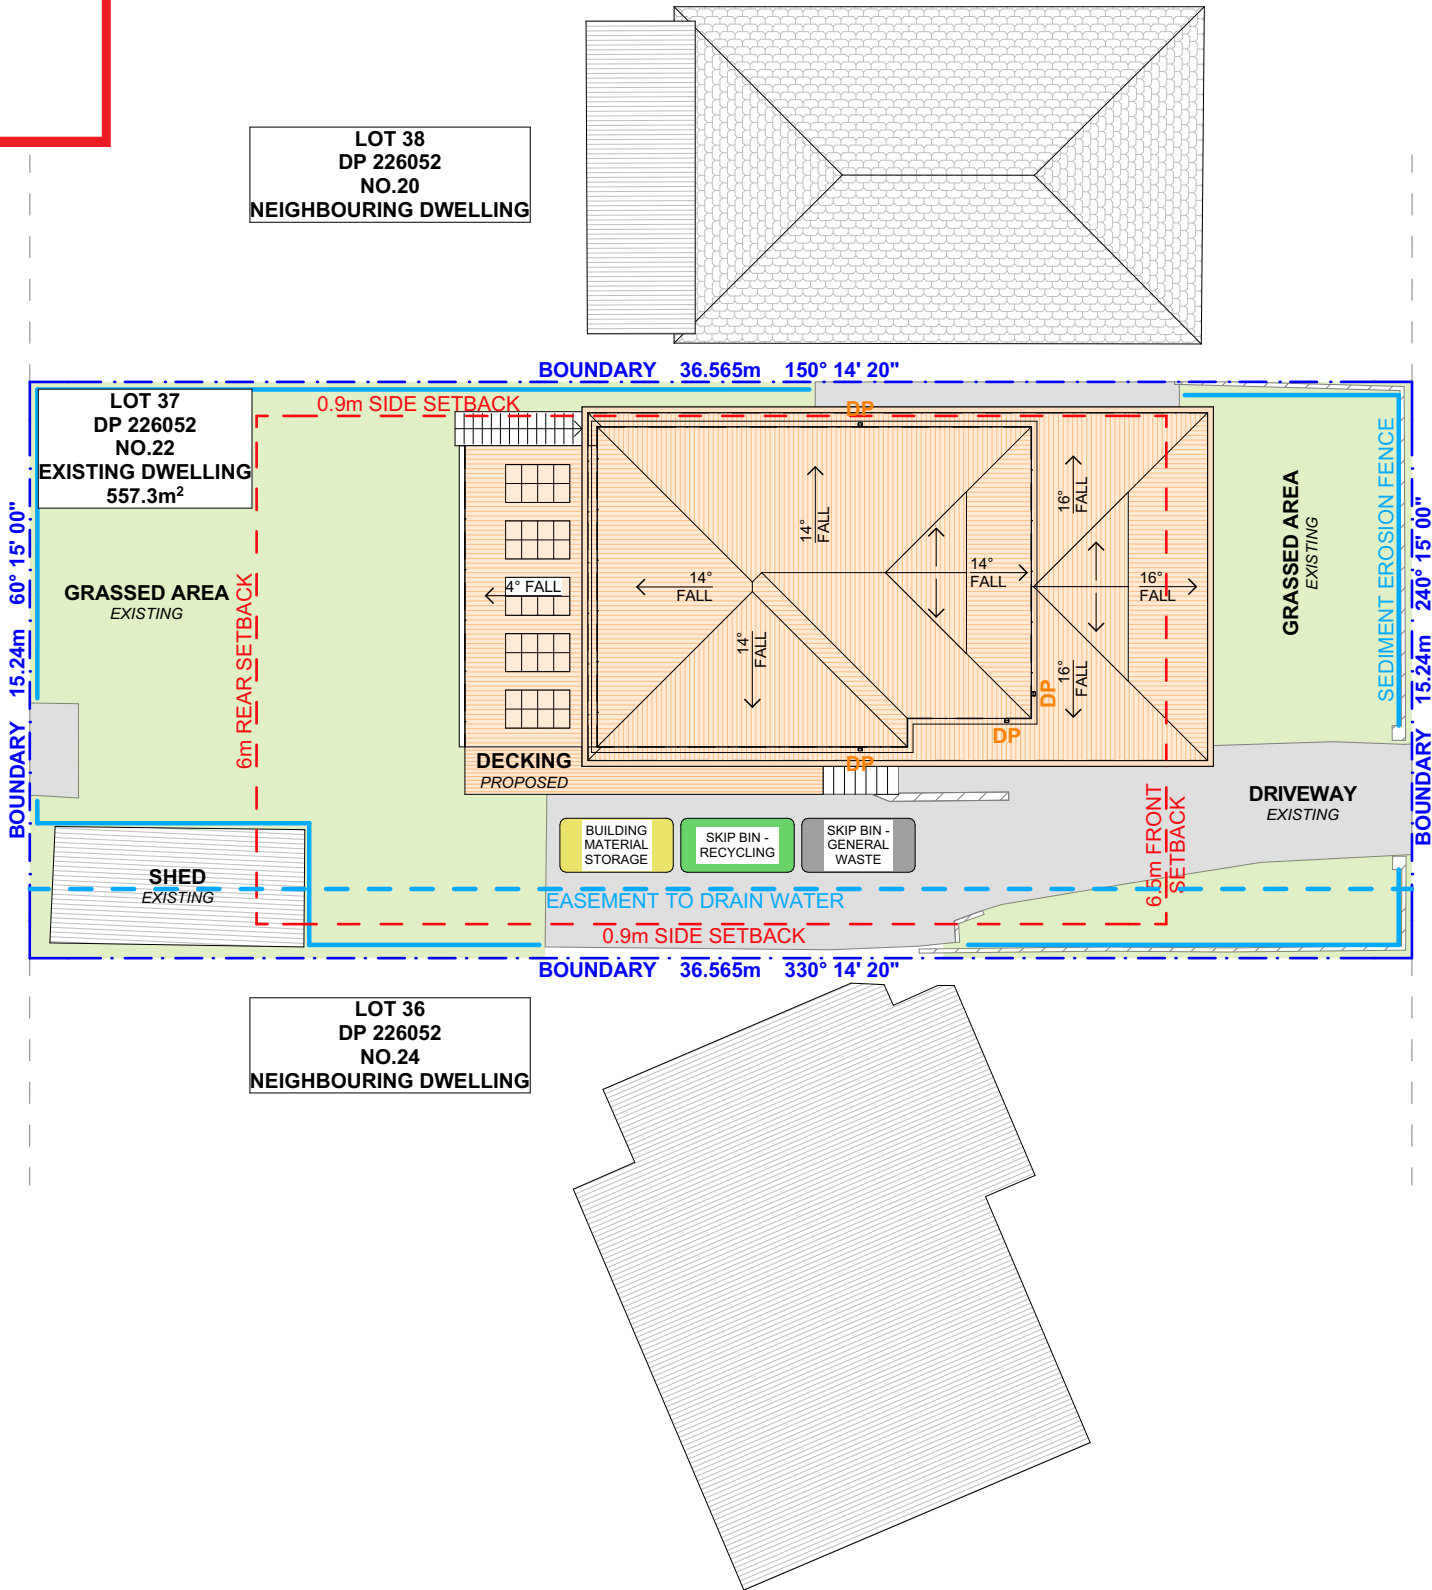 LOT 38
DP 226052
NO.20
NEIGHBOURING DWELLING
BOUNDARY 36.565m 150° 14' 20"
LOT 37
DP 226052
NO.22
EXISTING DWELLING
557.3m²
0.9m SIDE SETBACK
DP
BOUNDARY 15.24m 60° 15' 00"
GRASSED AREA
EXISTING
6m REAR SETBACK
4° FALL
14°
FALL
14°
FALL
14°
FALL
14°
FALL
16°
FALL
16°
FALL
16°
FALL
DP
DP
DP
GRASSED AREA
EXISTING
SEDIMENT EROSION FENCE
BOUNDARY 15.24m 240° 15' 00"
DECKING
PROPOSED
DRIVEWAY
EXISTING
BUILDING
MATERIAL
STORAGE
SKIP BIN -
RECYCLING
SKIP BIN -
GENERAL
WASTE
6.5m FRONT
SETBACK
SHED
EXISTING
EASEMENT TO DRAIN WATER
0.9m SIDE SETBACK
BOUNDARY 36.565m 330° 14' 20"
LOT 36
DP 226052
NO.24
NEIGHBOURING DWELLING